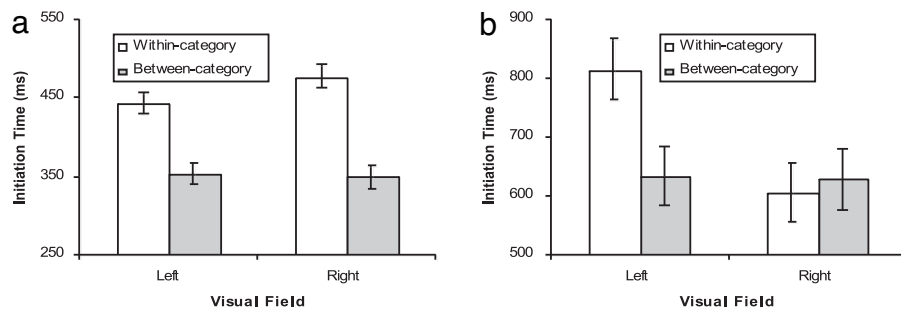 a
550
450
350
250
Initiation Time (ms)
Within-category
Between-category
Left
Right
Visual Field
b
900
800
700
600
500
Initiation Time (ms)
Within-category
Between-category
Left
Right
Visual Field